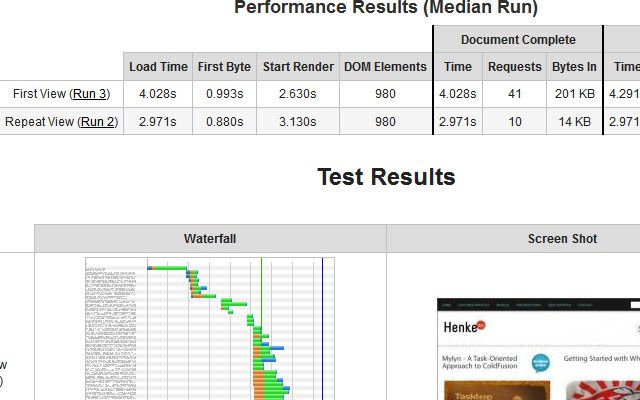 Performance Results (Median Run)
Document Complete
Load Time First Byte Start Render DOM Elements Time Requests Bytes In Time
First View (Run 3) 4.028s 0.993s 2.630s 980 4.028s 41 201 KB 4.291
Repeat View (Run 2) 2.971s 0.880s 3.130s 980 2.971s 10 14 KB 2.971
Test Results
Waterfall Screen Shot
Henke
Mylyn - A Task-Oriented
Approach to ColdFusion
Getting Started with Wh
w
)
Tasktop